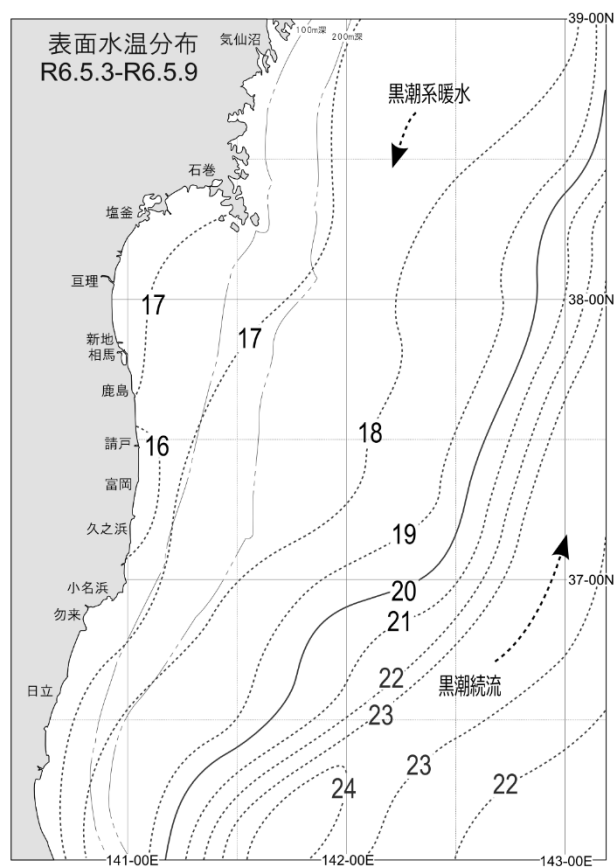 表面水温分布
R6.5.3-R6.5.9
気仙沼
100m深
200m深
39-00N
黒潮系暖水
石巻
塩釜
亘理
17
38-00N
新地
相馬
17
鹿島
18
請戸
16
富岡
久之浜
19
37-00N
小名浜
20
勿来
21
22
黒潮続流
日立
23
23
22
24
141-00E
142-00E
143-00E